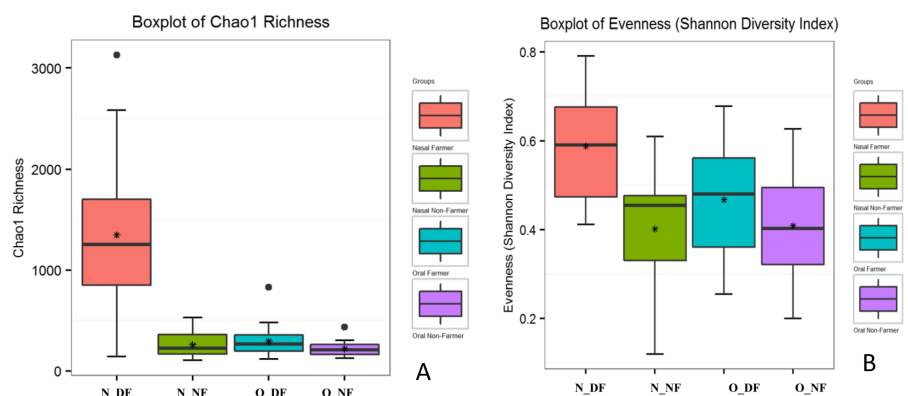 Boxplot of Chao1 Richness
Chao1 Richness
3000
2000
1000
0
N_DF
N_NF
O_DF
O_NF
Groups
Nasal Farmer
Nasal Non-Farmer
Oral Farmer
Oral Non-Farmer
A
Boxplot of Evenness (Shannon Diversity Index)
Evenness (Shannon Diversity Index)
0.8
0.6
0.4
0.2
N_DF
N_NF
O_DF
O_NF
Groups
Nasal Farmer
Nasal Non-Farmer
Oral Farmer
Oral Non-Farmer
B